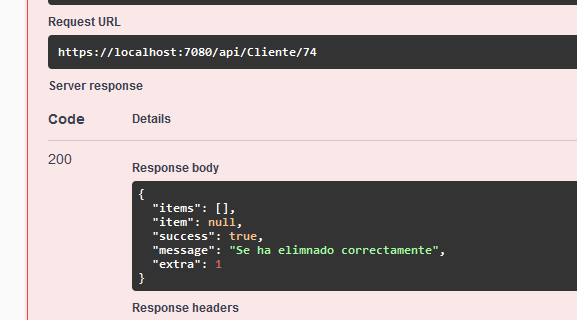 Request URL
https://localhost:7080/api/Cliente/74
Server response
Code Details
200
Response body
{
"items": [],
"item": null,
"success": true,
"message": "Se ha elimnado correctamente",
"extra": 1
}
Response headers